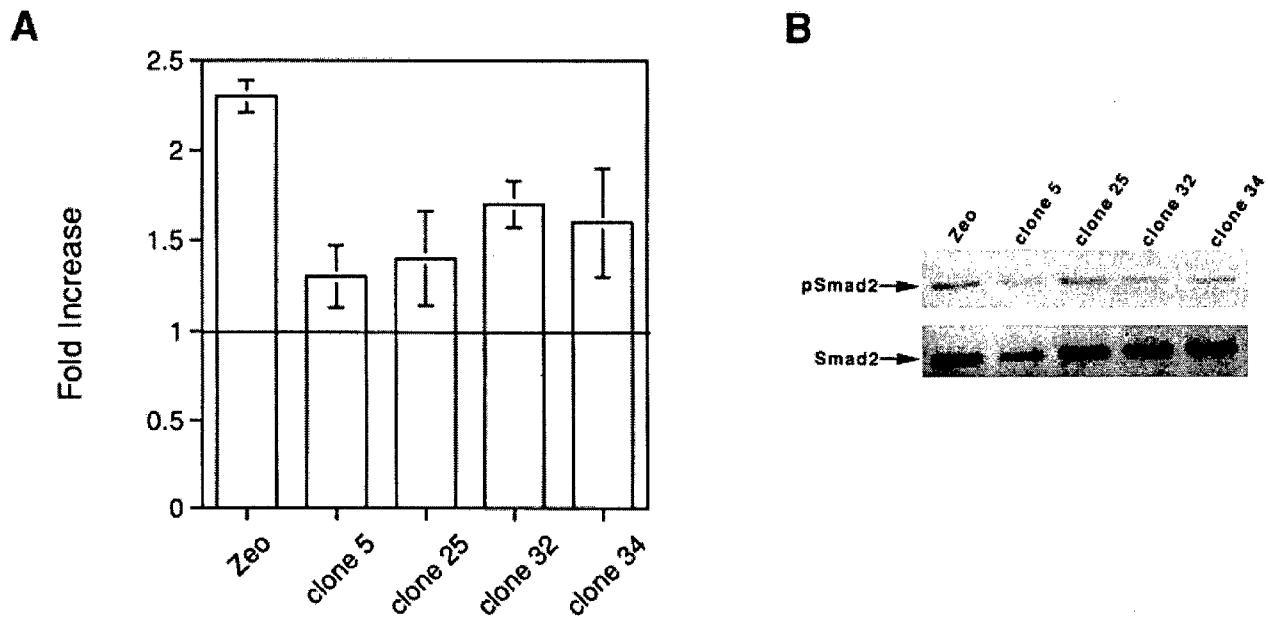 A
Fold Increase
2.5
2
1.5
1
0.5
0
Zeo
clone 5
clone 25
clone 32
clone 34
B
Zeo
clone 5
clone 25
clone 32
clone 34
pSmad2
Smad2